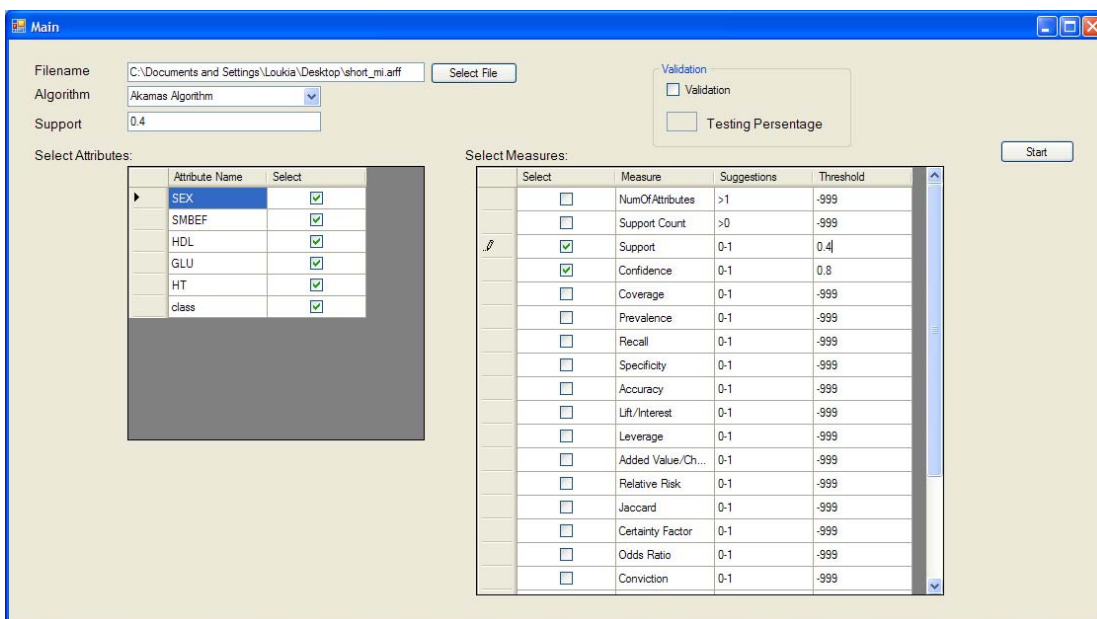 Main
Filename C:\Documents and Settings\Loukia\Desktop\short_mi.arff Select File
Algorithm Akamas Algorithm
Support 0.4
Validation
Validation
Testing Persentage
Start
Select Attributes:
Attribute Name Select
SEX
SMBEF
HDL
GLU
HT
class
Select Measures:
Select Measure Suggestions Threshold
NumOfAttributes >1 -999
Support Count >0 -999
Support 0-1 0.4
Confidence 0-1 0.8
Coverage 0-1 -999
Prevalence 0-1 -999
Recall 0-1 -999
Specificity 0-1 -999
Accuracy 0-1 -999
Lift/Interest 0-1 -999
Leverage 0-1 -999
Added Value/Ch... 0-1 -999
Relative Risk 0-1 -999
Jaccard 0-1 -999
Certainty Factor 0-1 -999
Odds Ratio 0-1 -999
Conviction 0-1 -999